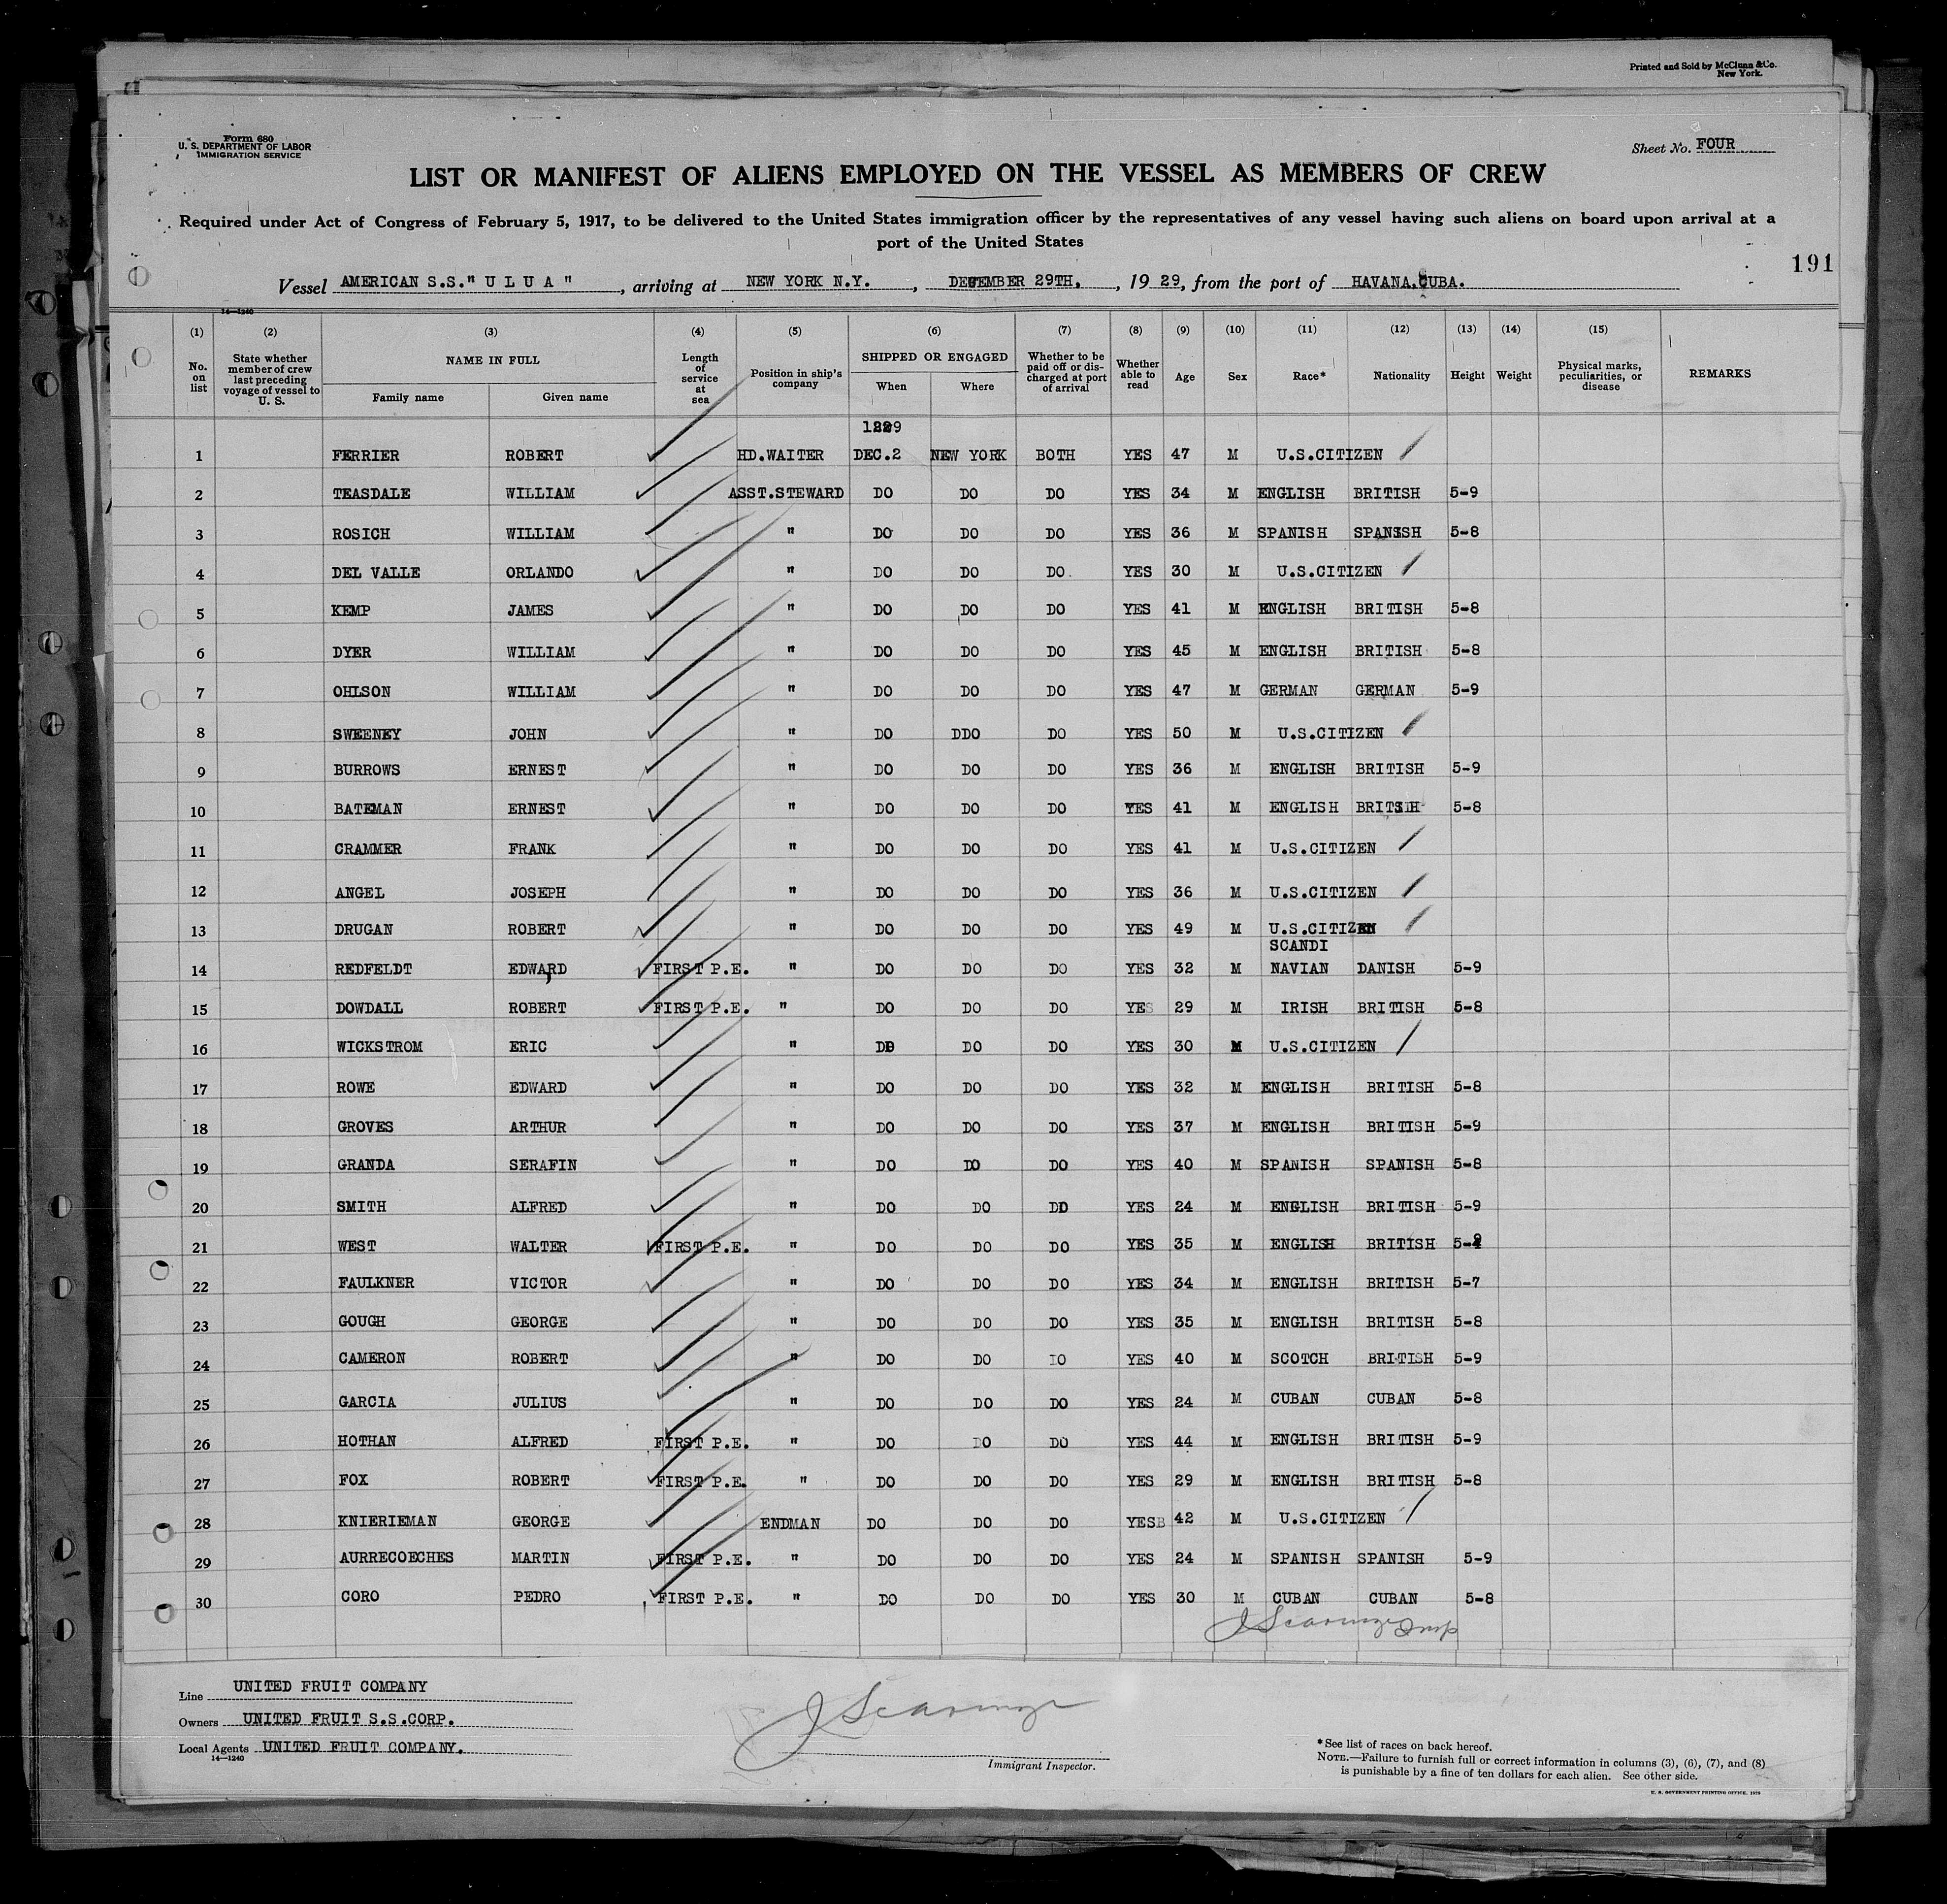 Printed and Sold by McClunn & Co.
New York.
Form 680
U. S. DEPARTMENT OF LABOR
IMMIGRATION SERVICE
Sheet No. FOUR
LIST OR MANIFEST OF ALIENS EMPLOYED ON THE VESSEL AS MEMBERS OF CREW
Required under Act of Congress of February 5, 1917, to be delivered to the United States immigration officer by the representatives of any vessel having such aliens on board upon arrival at a
port of the United States
191
Vessel AMERICAN S.S." U L U A ", arriving at NEW YORK N.Y., DECEMBER 29TH., 1929, from the port of HAVANA,CUBA.
14—1240
(1) (2) (3) (4) (5) (6) (7) (8) (9) (10) (11) (12) (13) (14) (15)
No. on list State whether member of crew last preceding voyage of vessel to U. S. NAME IN FULL Family name Given name Length of service at sea Position in ship's company SHIPPED OR ENGAGED When Where Whether to be paid off or discharged at port of arrival Whether able to read Age Sex Race* Nationality Height Weight Physical marks, peculiarities, or disease REMARKS
1929
1 FERRIER ROBERT HD.WAITER DEC.2 NEW YORK BOTH YES 47 M U.S.CITIZEN
2 TEASDALE WILLIAM ASST.STEWARD DO DO DO YES 34 M ENGLISH BRITISH 5-9
3 ROSICH WILLIAM " DO DO DO YES 36 M SPANISH SPANISH 5-8
4 DEL VALLE ORLANDO " DO DO DO. YES 30 M U.S.CITIZEN
5 KEMP JAMES " DO DO DO YES 41 M ENGLISH BRITISH 5-8
6 DYER WILLIAM " DO DO DO YES 45 M ENGLISH BRITISH 5-8
7 OHLSON WILLIAM " DO DO DO YES 47 M GERMAN GERMAN 5-9
8 SWEENEY JOHN " DO DDO DO YES 50 M U.S.CITIZEN
9 BURROWS ERNEST " DO DO DO YES 36 M ENGLISH BRITISH 5-9
10 BATEMAN ERNEST " DO DO DO YES 41 M ENGLISH BRITISH 5-8
11 CRAMMER FRANK " DO DO DO YES 41 M U.S.CITIZEN
12 ANGEL JOSEPH " DO DO DO YES 36 M U.S.CITIZEN
13 DRUGAN ROBERT " DO DO DO YES 49 M U.S.CITIZEN
SCANDI
14 REDFELDT EDWARD FIRST P.E. " DO DO DO YES 32 M NAVIAN DANISH 5-9
15 DOWDALL ROBERT FIRST P.E. " DO DO DO YES 29 M IRISH BRITISH 5-8
16 WICKSTROM ERIC " DO DO DO YES 30 M U.S.CITIZEN
17 ROWE EDWARD " DO DO DO YES 32 M ENGLISH BRITISH 5-8
18 GROVES ARTHUR " DO DO DO YES 37 M ENGLISH BRITISH 5-9
19 GRANDA SERAFIN " DO DO DO YES 40 M SPANISH SPANISH 5-8
20 SMITH ALFRED " DO DO DO YES 24 M ENGLISH BRITISH 5-9
21 WEST WALTER FIRST P.E. " DO DO DO YES 35 M ENGLISH BRITISH
22 FAULKNER VICTOR " DO DO DO YES 34 M ENGLISH BRITISH 5-7
23 GOUGH GEORGE " DO DO DO YES 35 M ENGLISH BRITISH 5-8
24 CAMERON ROBERT " DO DO DO YES 40 M SCOTCH BRITISH 5-9
25 GARCIA JULIUS " DO DO DO YES 24 M CUBAN CUBAN 5-8
26 HOTHAN ALFRED FIRST P.E. " DO DO DO YES 44 M ENGLISH BRITISH 5-9
27 FOX ROBERT FIRST P.E. " DO DO DO YES 29 M ENGLISH BRITISH 5-8
28 KNIERIEMAN GEORGE ENDMAN DO DO DO YES 42 M U.S.CITIZEN
29 AURRECOECHES MARTIN FIRST P.E. " DO DO DO YES 24 M SPANISH SPANISH 5-9
30 CORO PEDRO FIRST P.E. " DO DO DO YES 30 M CUBAN CUBAN 5-8
Line UNITED FRUIT COMPANY
Owners UNITED FRUIT S.S.CORP.
Local Agents UNITED FRUIT COMPANY.
14—1240
Immigrant Inspector.
*See list of races on back hereof.
NOTE.—Failure to furnish full or correct information in columns (3), (6), (7), and (8)
is punishable by a fine of ten dollars for each alien. See other side.
U. S. GOVERNMENT PRINTING OFFICE. 1929